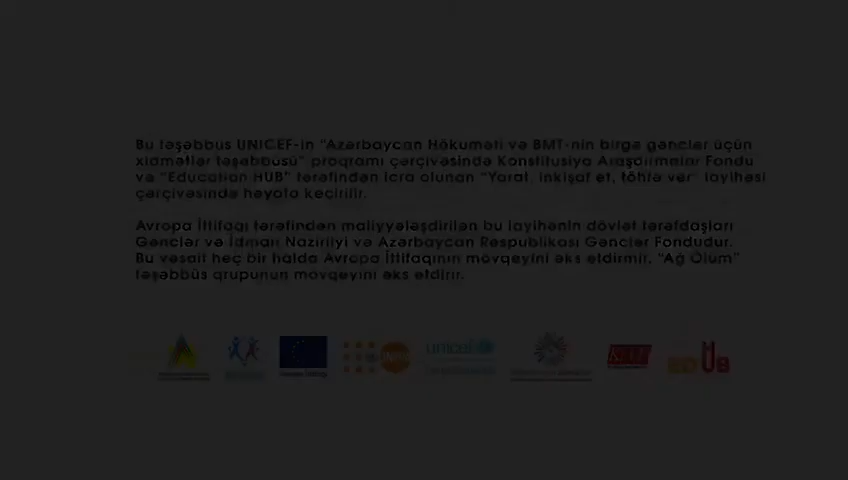 Bu təşəbbüs UNICEF-in “Azərbaycan Hökuməti və BMT-nin birgə gənclər üçün
xidmətlər təşəbbüsü” proqramı çərçivəsində Konstitusiya Araşdırmalar Fondu
və “Education HUB” tərəfindən icra olunan “Yarat, inkişaf et, töhfə ver” layihəsi
çərçivəsində həyata keçirilir.
Avropa İttifaqı tərəfindən maliyyələşdirilən bu layihənin dövlət tərəfdaşları
Gənclər və İdman Nazirliyi və Azərbaycan Respublikası Gənclər Fondudur.
Bu vəsait heç bir halda Avropa İttifaqının mövqeyini əks etdirmir, “Ağ Ölüm”
təşəbbüs qrupunun mövqeyini əks etdirir.
unicef